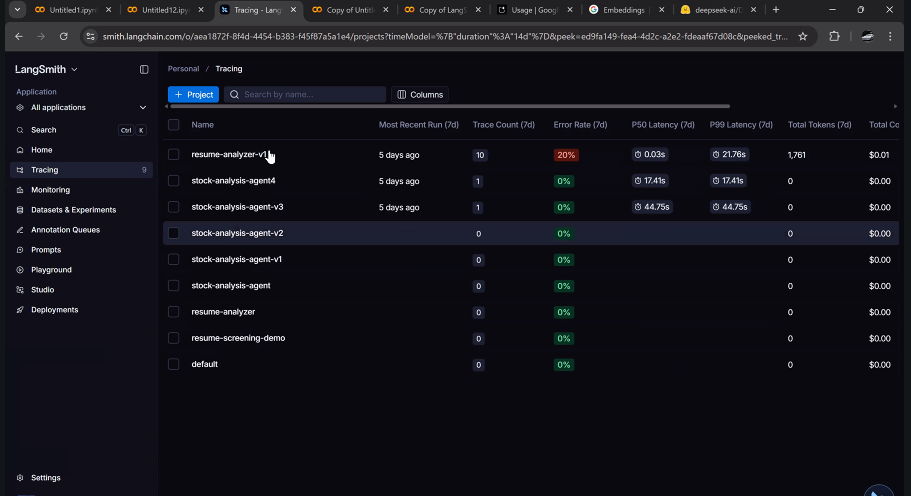 Untitled1.ipyn
Untitled12.ipy
Tracing - Lang
Copy of Untitl
Copy of LangS
Usage | Googl
Embeddings
deepseek-ai/D
smith.langchain.com/o/aea1872f-8f4d-4454-b383-f45f87a5a1e4/projects?timeModel=%7B"duration"%3A"14d"%7D&peek=ed9fa149-fea4-4d2c-a2e2-fdeaaf67d08c&peeked_tr...
LangSmith
Personal / Tracing
Application
All applications
Search Ctrl K
Home
Tracing 9
Monitoring
Datasets & Experiments
Annotation Queues
Prompts
Playground
Studio
Deployments
Settings
+ Project
Search by name...
Columns
Name Most Recent Run (7d) Trace Count (7d) Error Rate (7d) P50 Latency (7d) P99 Latency (7d) Total Tokens (7d) Total Co
resume-analyzer-v1 5 days ago 10 20% 0.03s 21.76s 1,761 $0.01
stock-analysis-agent4 5 days ago 1 0% 17.41s 17.41s 0 $0.00
stock-analysis-agent-v3 5 days ago 1 0% 44.75s 44.75s 0 $0.00
stock-analysis-agent-v2 0 0% 0 $0.00
stock-analysis-agent-v1 0 0% 0 $0.00
stock-analysis-agent 0 0% 0 $0.00
resume-analyzer 0 0% 0 $0.00
resume-screening-demo 0 0% 0 $0.00
default 0 0% 0 $0.00